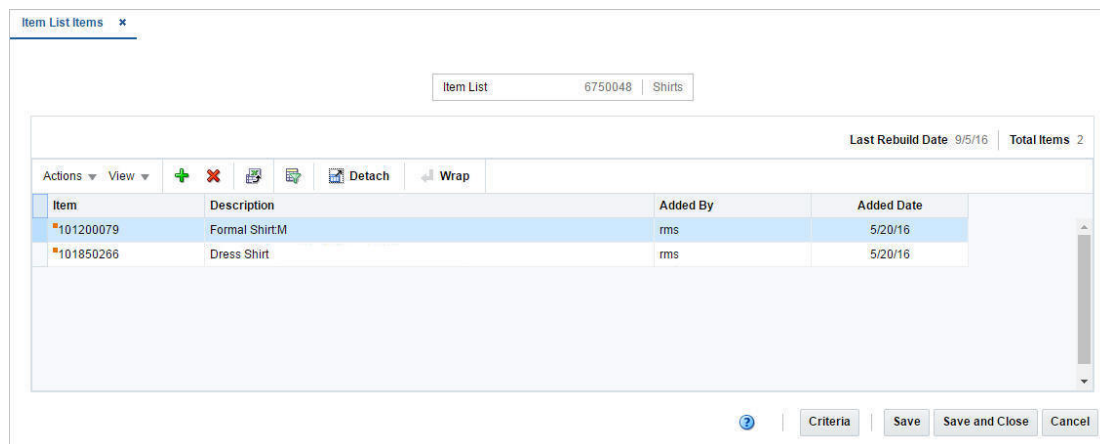 Item List Items
Item List 6750048 Shirts
Last Rebuild Date 9/5/16 Total Items 2
Actions View Detach Wrap
Item Description Added By Added Date
101200079 Formal Shirt:M rms 5/20/16
101850266 Dress Shirt rms 5/20/16
? Criteria Save Save and Close Cancel